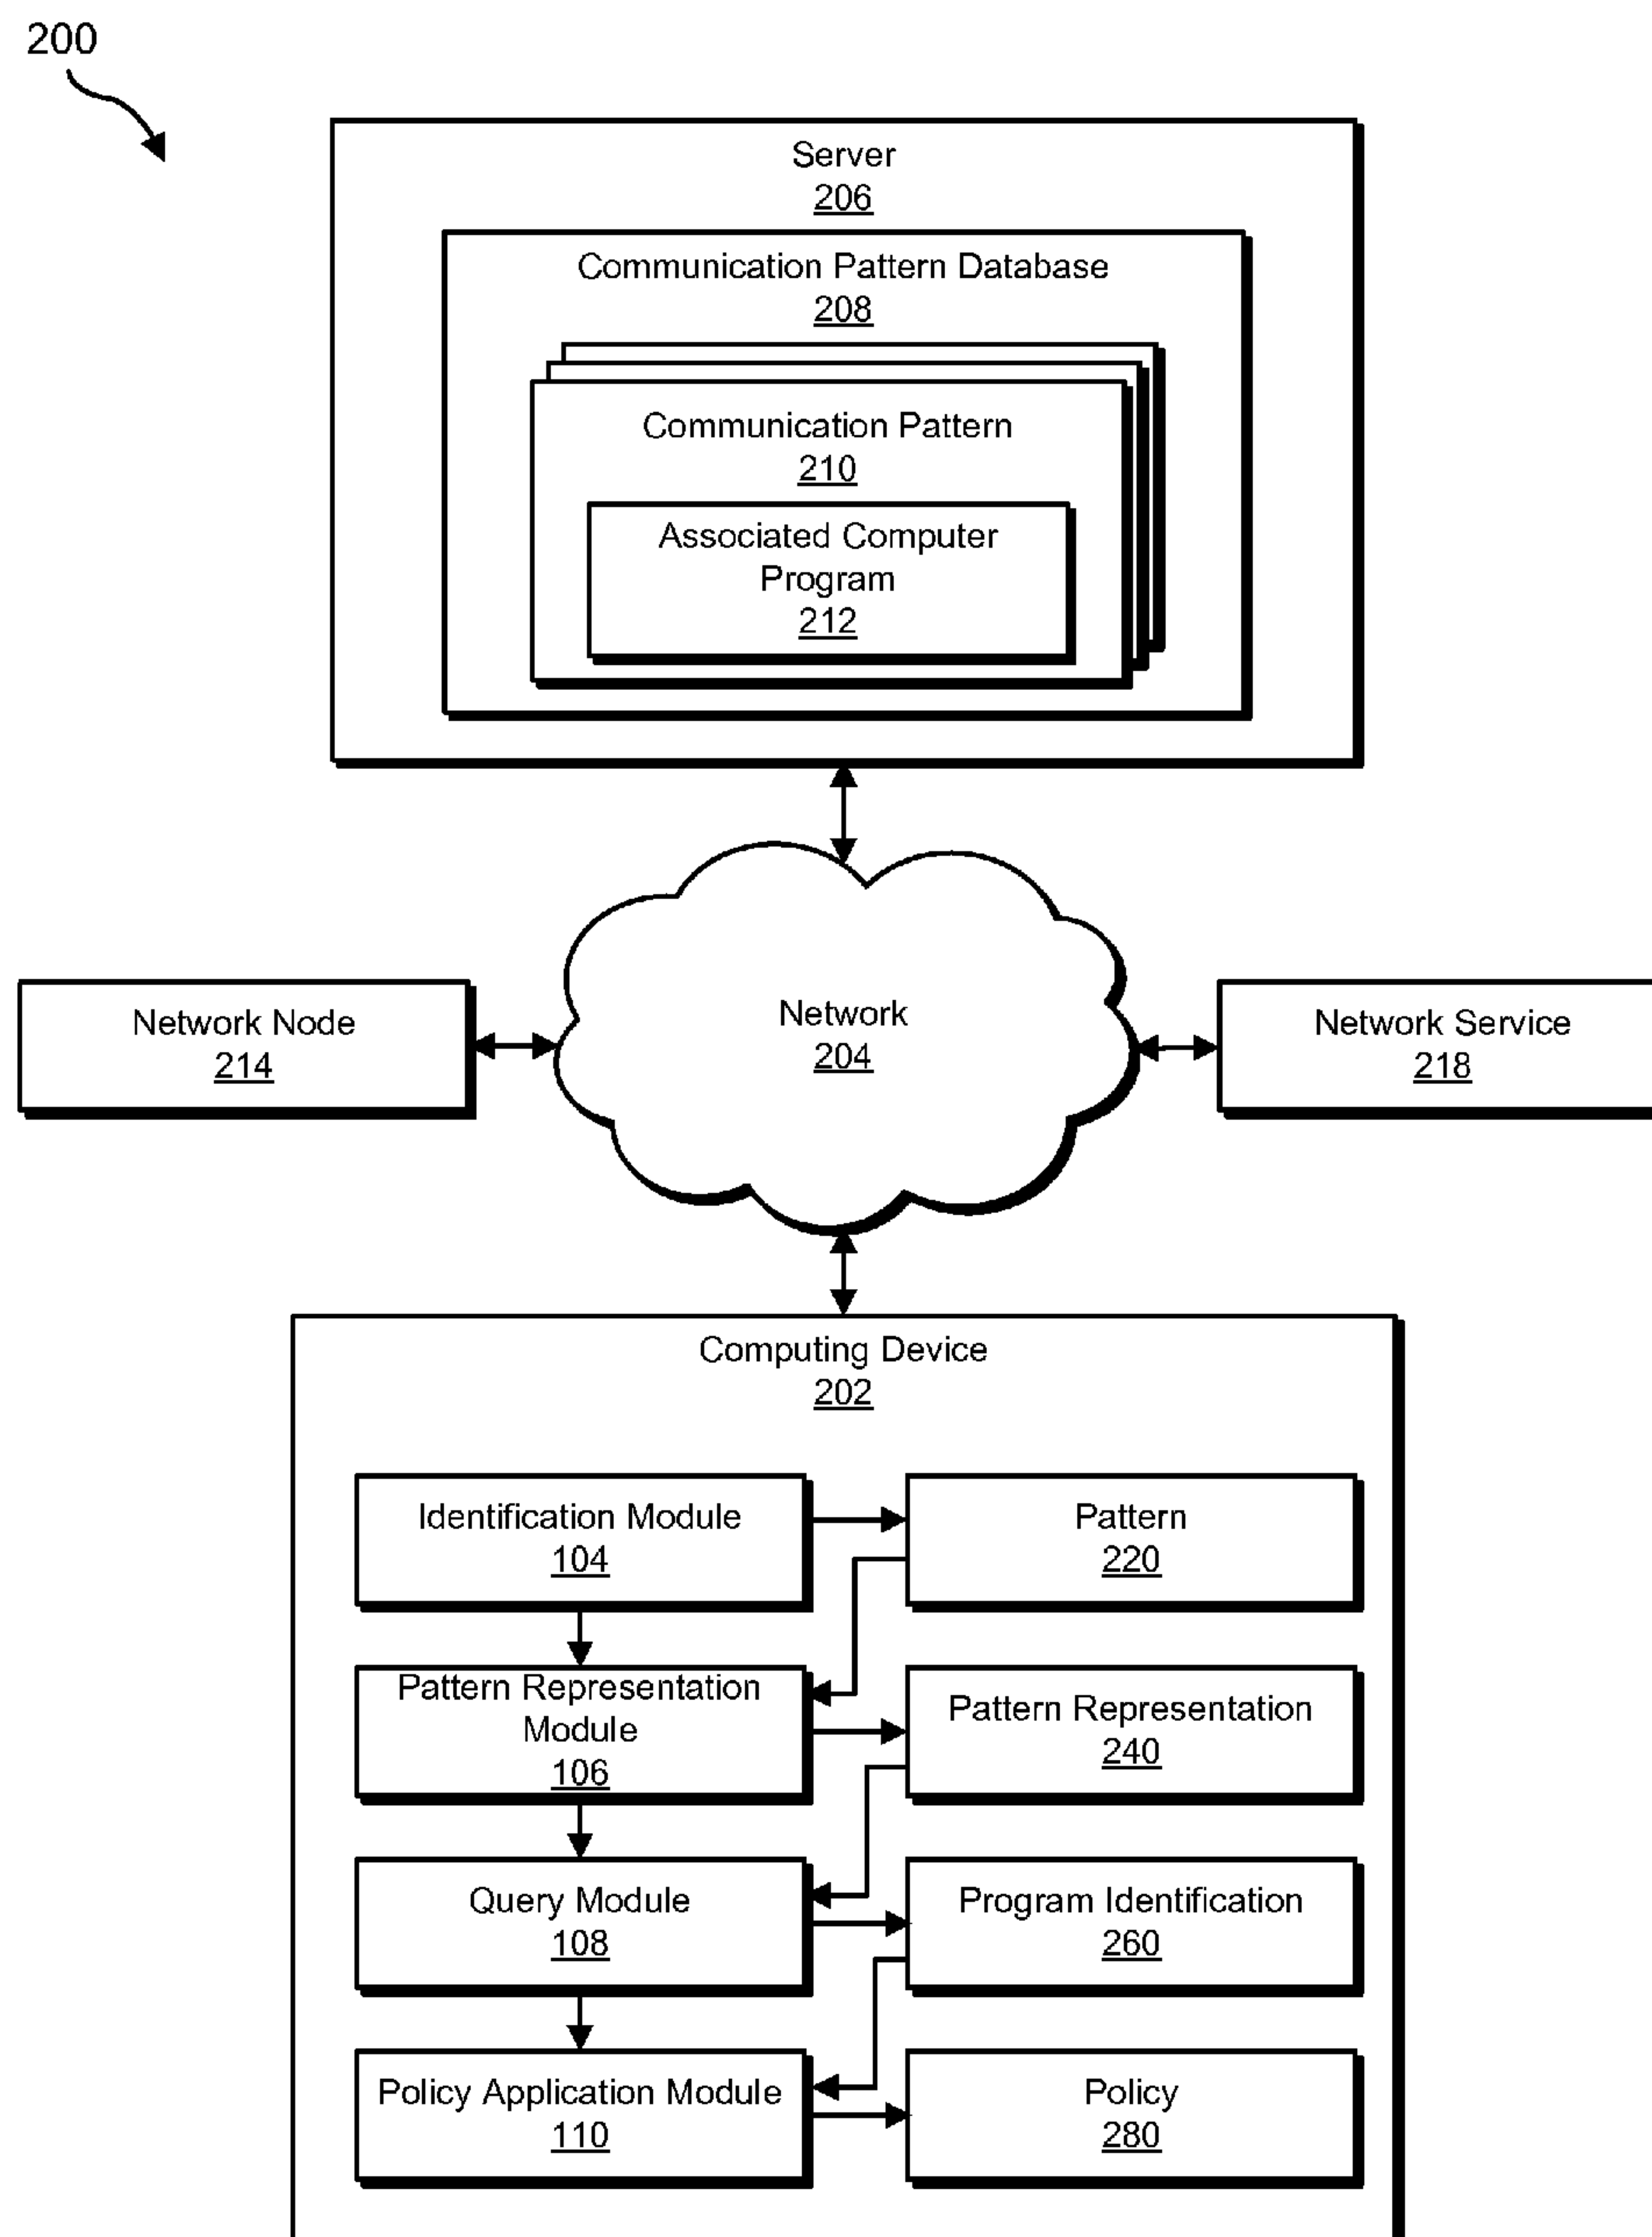 200
Server
206
Communication Pattern Database
208
Communication Pattern
210
Associated Computer
Program
212
Network Node
214
Network
204
Network Service
218
Computing Device
202
Identification Module
104
Pattern
220
Pattern Representation
Module
106
Pattern Representation
240
Query Module
108
Program Identification
260
Policy Application Module
110
Policy
280